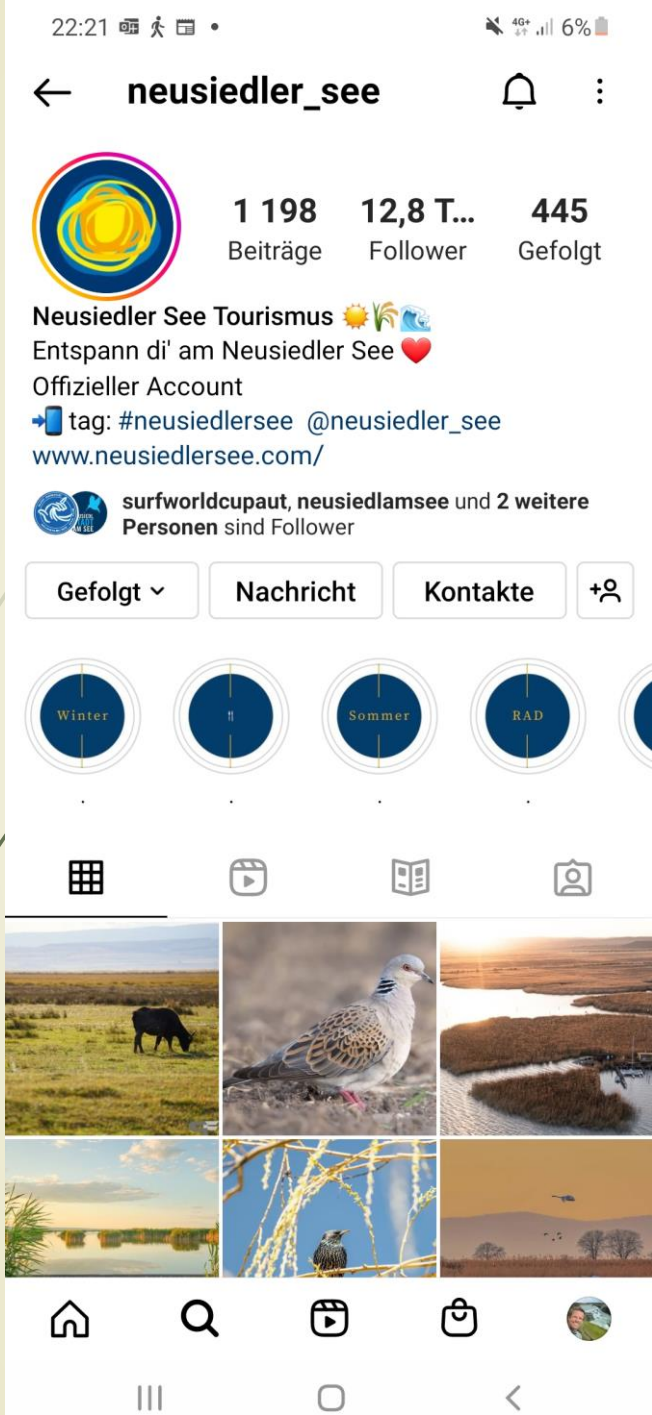 22:21 4G+ 6%
neusiedler_see
1 198 12,8 T... 445
Beiträge Follower Gefolgt
Neusiedler See Tourismus
Entspann di' am Neusiedler See
Offizieller Account
tag: #neusiedlersee @neusiedler_see
www.neusiedlersee.com/
surfworldcupaut, neusiedlamsee und 2 weitere
Personen sind Follower
Gefolgt Nachricht Kontakte
Winter Sommer RAD